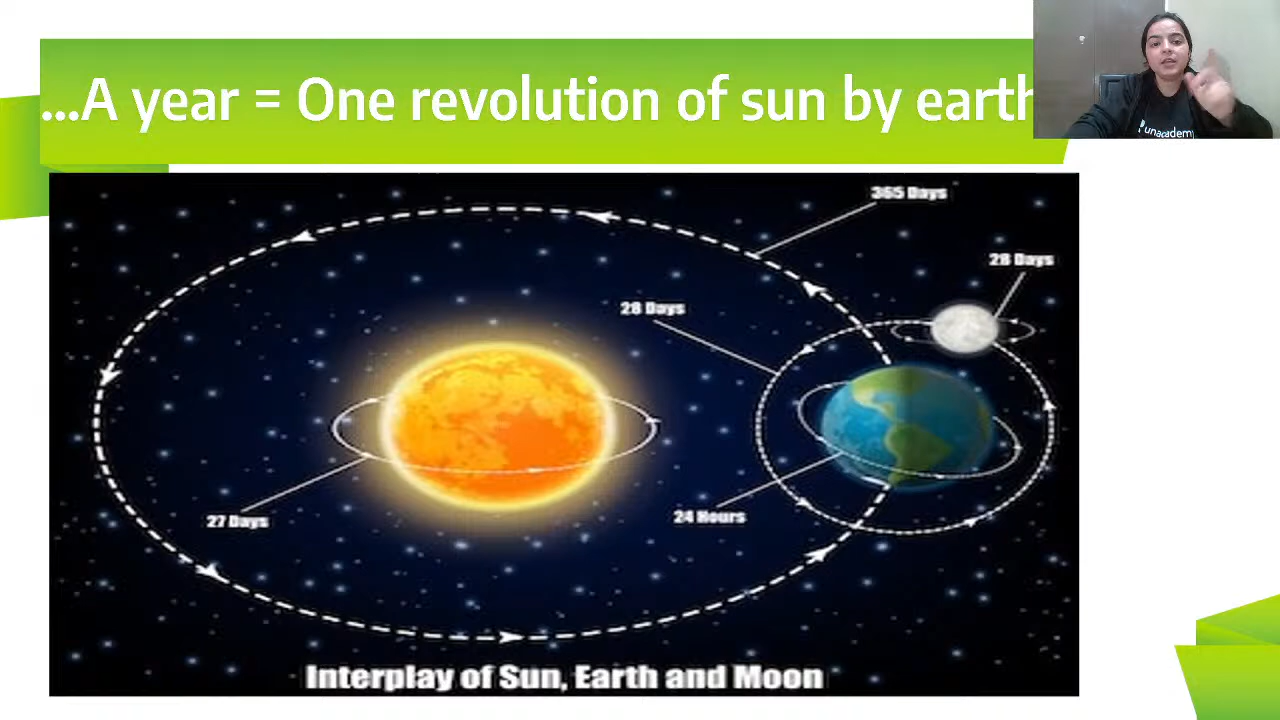 ...A year = One revolution of sun by earth
unacademy
365 Days
28 Days
28 Days
27 Days
24 Hours
Interplay of Sun, Earth and Moon